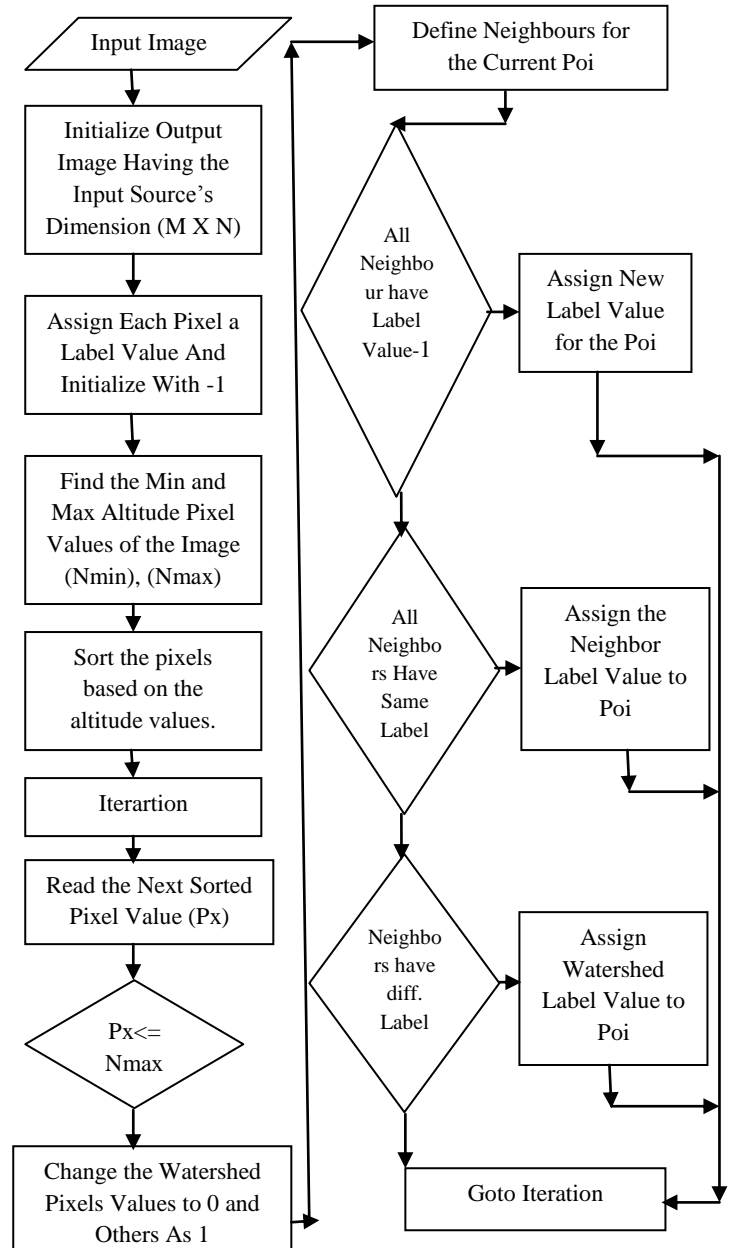 Input Image
Initialize Output
Image Having the
Input Source's
Dimension (M X N)
Assign Each Pixel a
Label Value And
Initialize With -1
Find the Min and
Max Altitude Pixel
Values of the Image
(Nmin), (Nmax)
Sort the pixels
based on the
altitude values.
Iterartion
Read the Next Sorted
Pixel Value (Px)
Px<=
Nmax
Change the Watershed
Pixels Values to 0 and
Others As 1
Define Neighbours for
the Current Poi
All
Neighbo
ur have
Label
Value-1
Assign New
Label Value
for the Poi
All
Neighbo
rs Have
Same
Label
Assign the
Neighbor
Label Value to
Poi
Neighbo
rs have
diff.
Label
Assign
Watershed
Label Value to
Poi
Goto Iteration